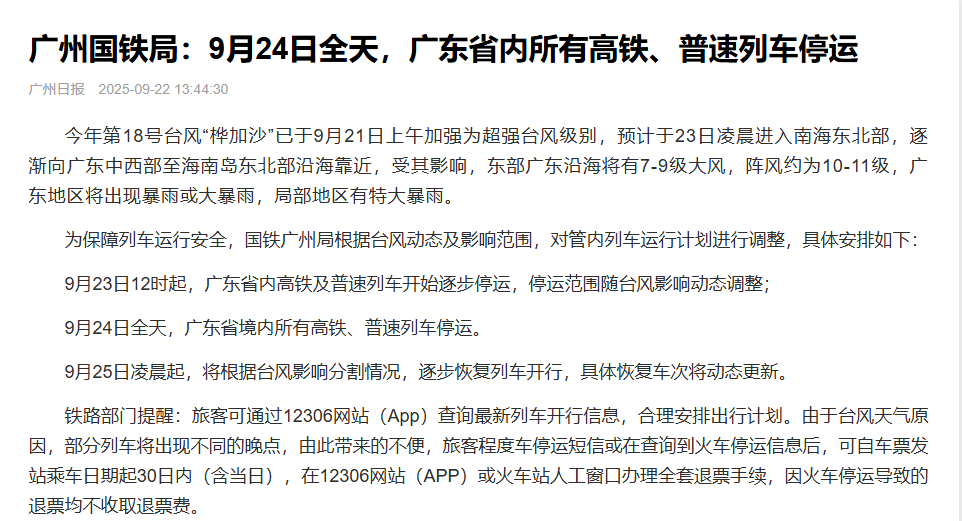 广州国铁局：9月24日全天，广东省内所有高铁、普速列车停运
广州日报 2025-09-22 13:44:30
今年第18号台风“桦加沙”已于9月21日上午加强为超强台风级别，预计于23日凌晨进入南海东北部，逐
渐向广东中西部至海南岛东北部沿海靠近，受其影响，东部广东沿海将有7-9级大风，阵风约为10-11级，广
东地区将出现暴雨或大暴雨，局部地区有特大暴雨。
为保障列车运行安全，国铁广州局根据台风动态及影响范围，对管内列车运行计划进行调整，具体安排如下：
9月23日12时起，广东省内高铁及普速列车开始逐步停运，停运范围随台风影响动态调整；
9月24日全天，广东省境内所有高铁、普速列车停运。
9月25日凌晨起，将根据台风影响分割情况，逐步恢复列车开行，具体恢复车次将动态更新。
铁路部门提醒：旅客可通过12306网站（App）查询最新列车开行信息，合理安排出行计划。由于台风天气原
因，部分列车将出现不同的晚点，由此带来的不便，旅客程度车停运短信或在查询到火车停运信息后，可自车票发
站乘车日期起30日内（含当日），在12306网站（APP）或火车站人工窗口办理全套退票手续，因火车停运导致的
退票均不收取退票费。